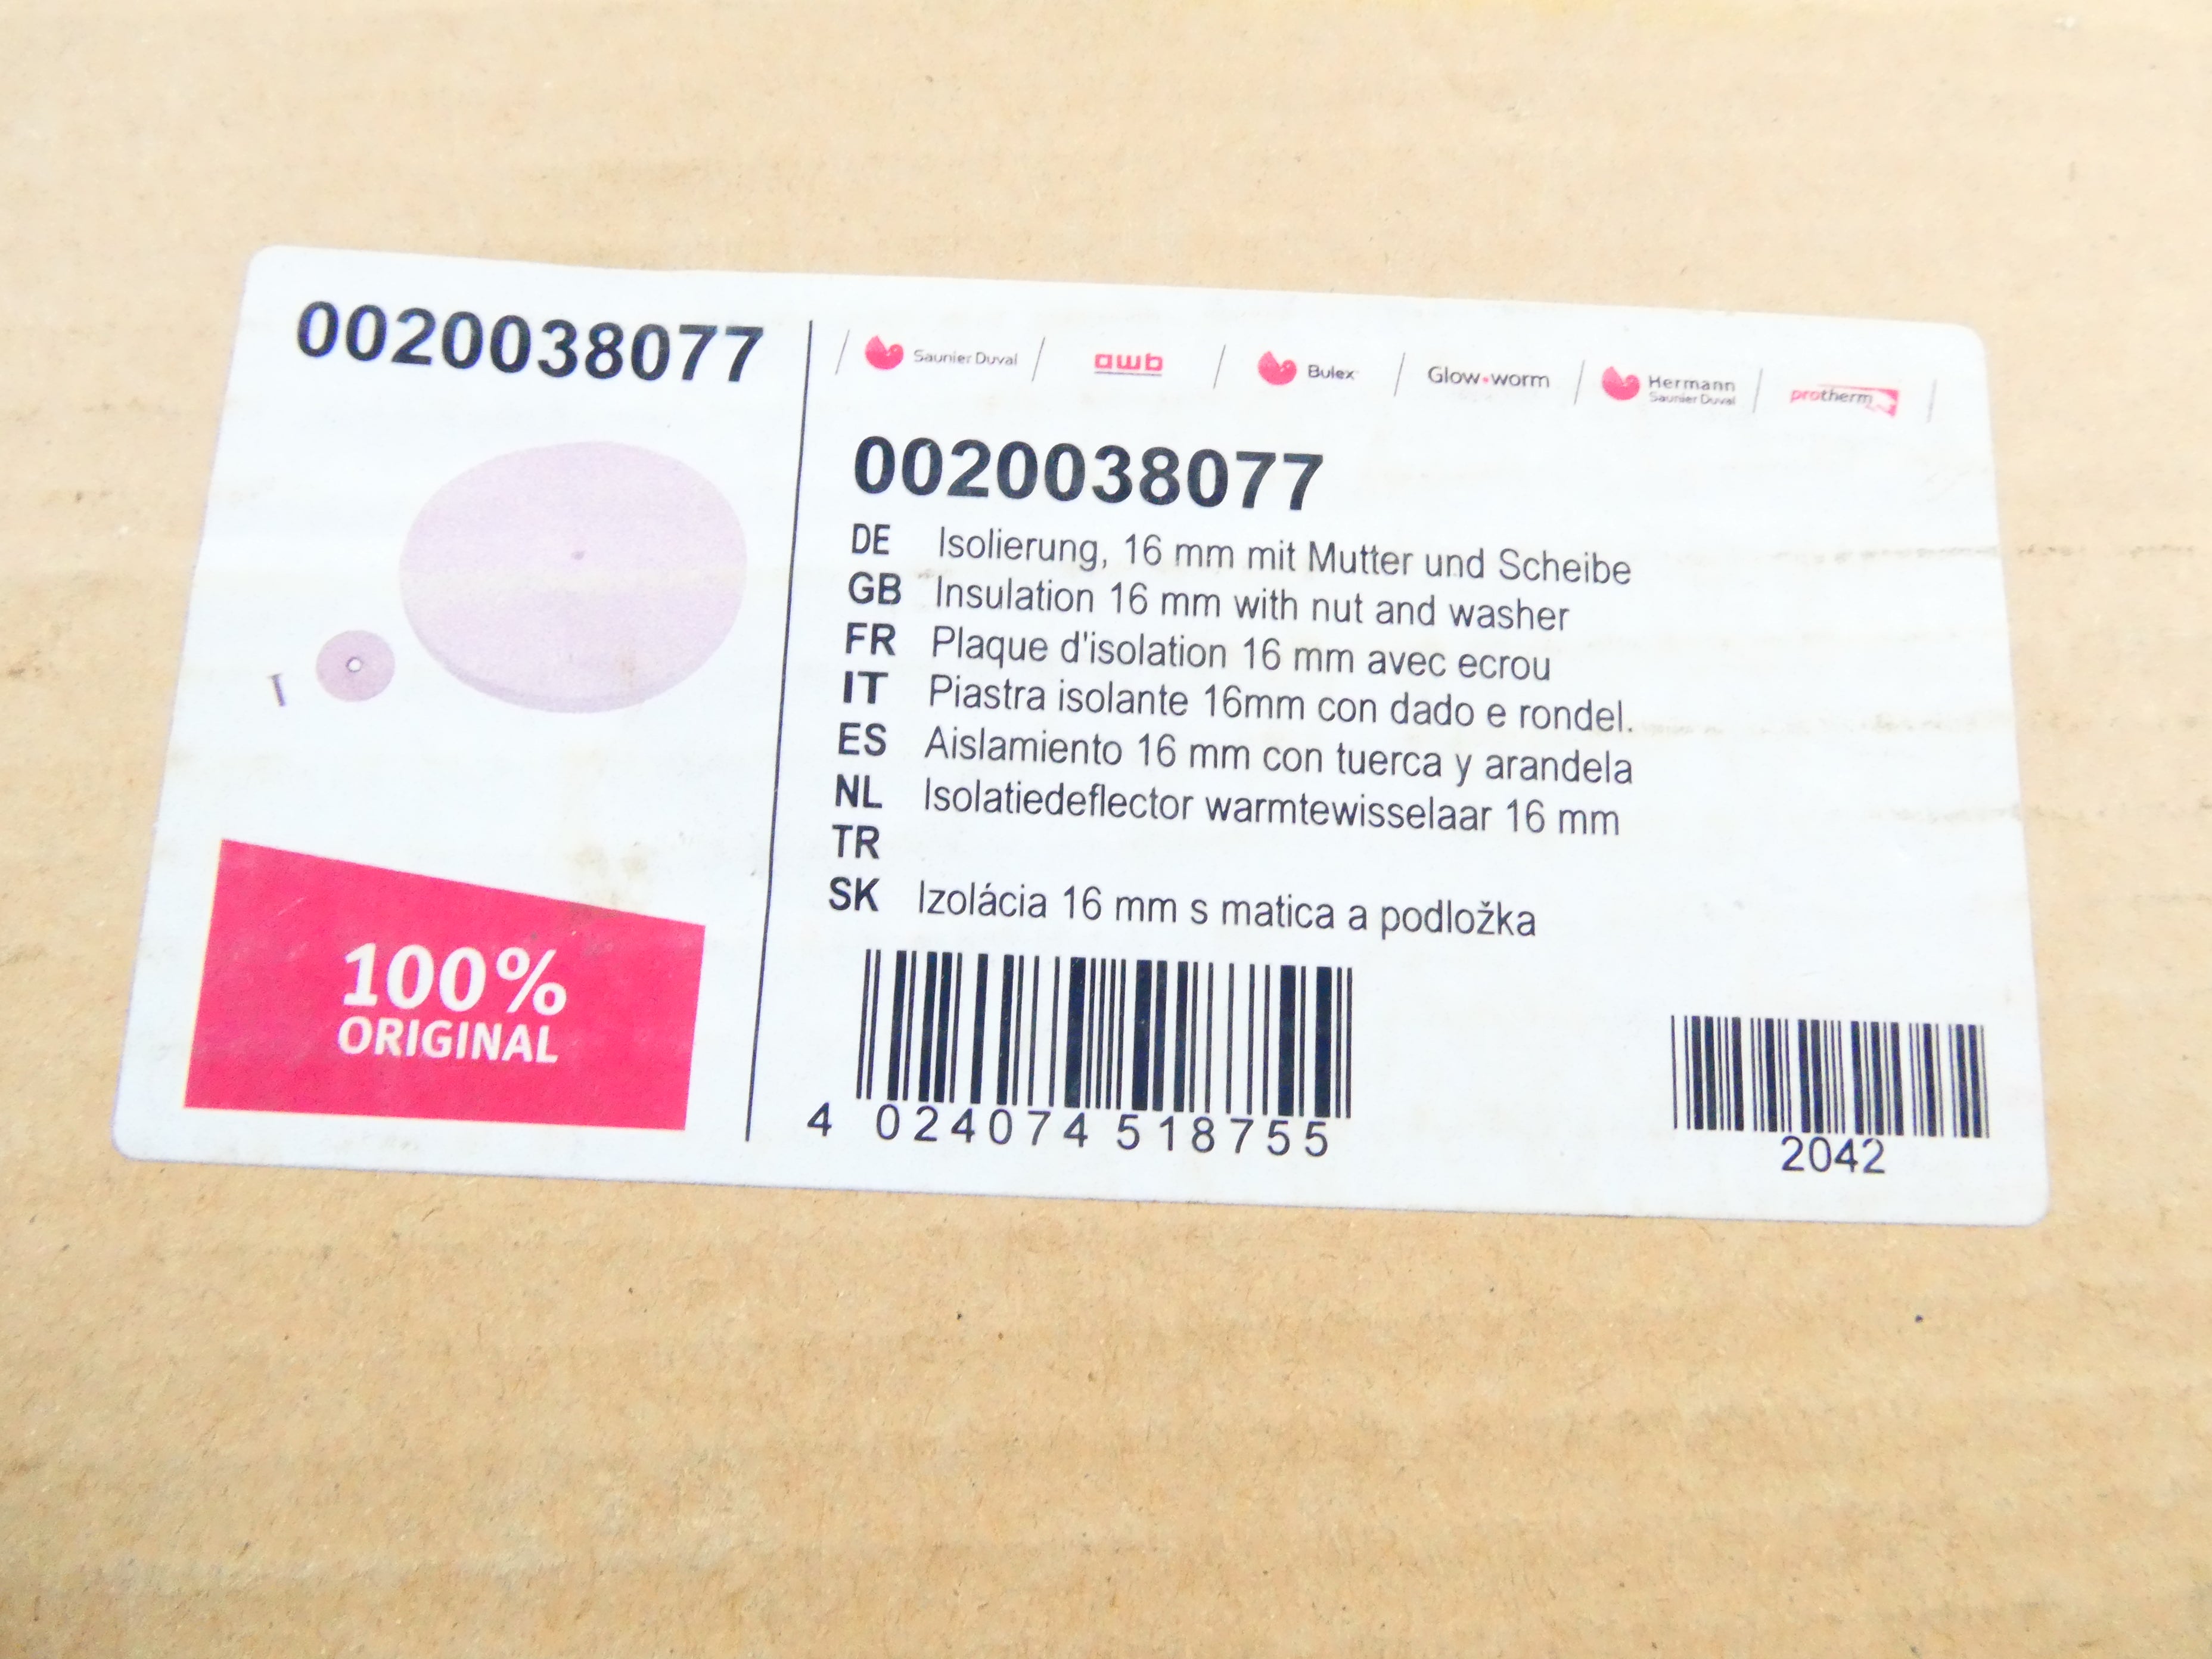 0020038077
100%
ORIGINAL
Saunier Duval
awb
Bulex
Glow-worm
Hermann
Saunier Duval
protherm
0020038077
DE Isolierung, 16 mm mit Mutter und Scheibe
GB Insulation 16 mm with nut and washer
FR Plaque d'isolation 16 mm avec ecrou
IT Piastra isolante 16mm con dado e rondel.
ES Aislamiento 16 mm con tuerca y arandela
NL Isolatiedeflector warmtewisselaar 16 mm
TR
SK Izolácia 16 mm s matica a podložka
4 024074 518755
2042